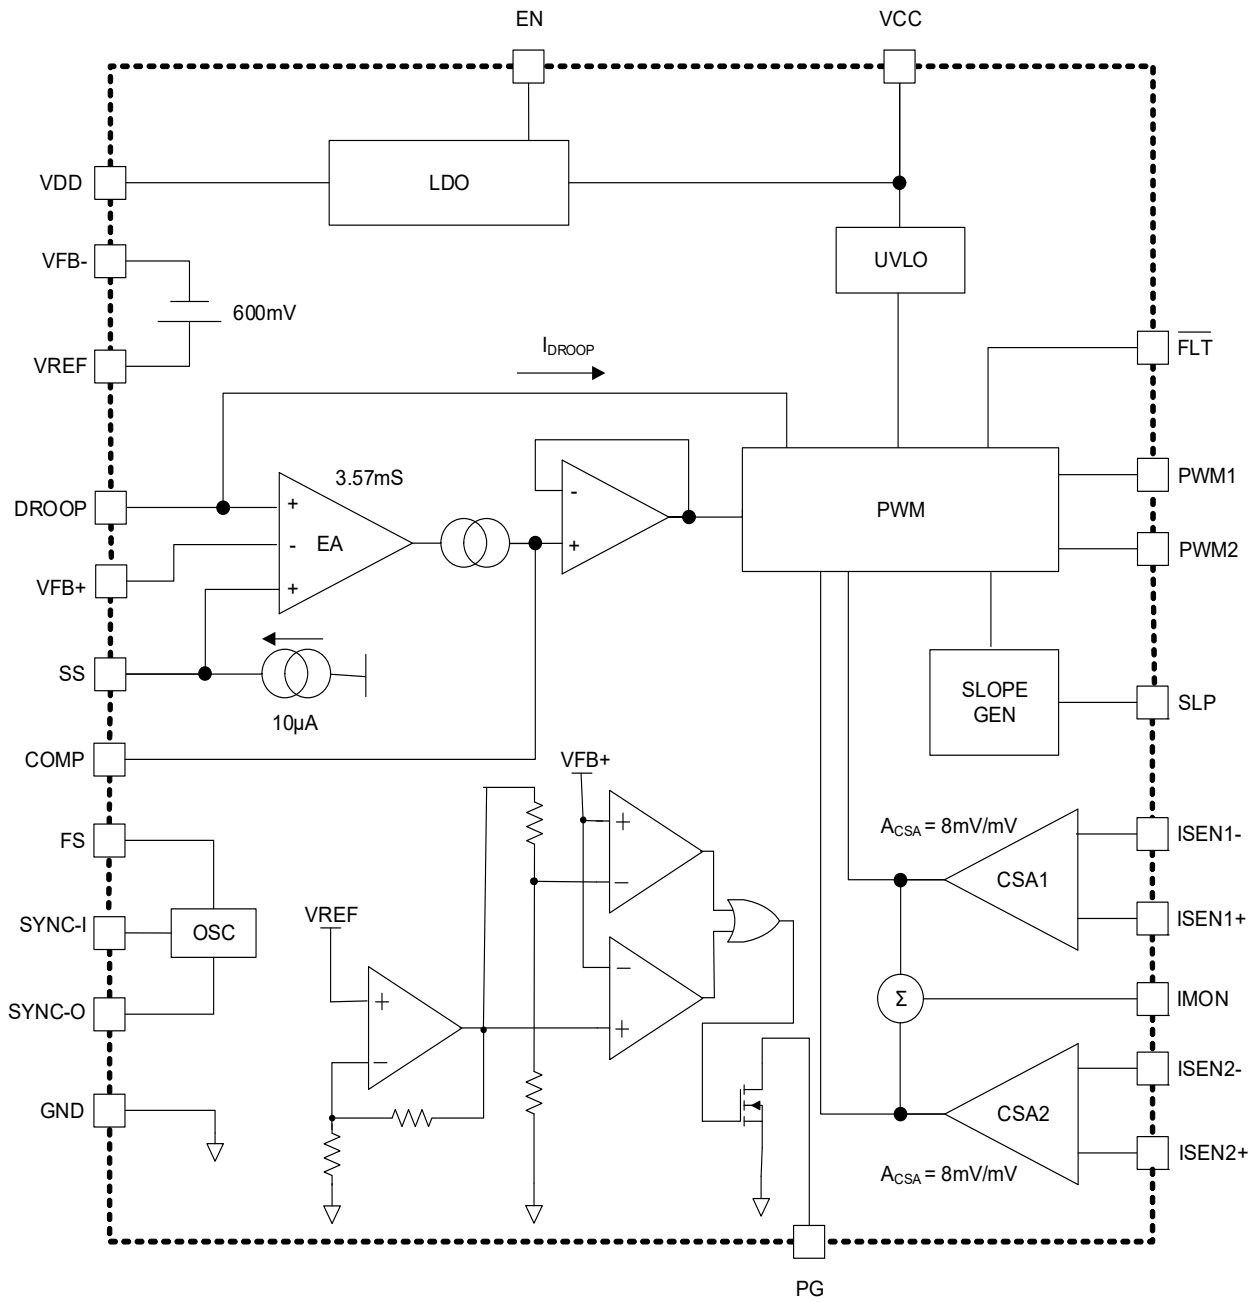 EN
VCC
VDD
LDO
VFB-
UVLO
600mV
VREF
IDROOP
FLT
3.57mS
PWM1
DROOP
+
-
PWM
EA
-
+
PWM2
VFB+
+
SS
SLOPE
GEN
SLP
10µA
COMP
VFB+
FS
+
ACSA = 8mV/mV
ISEN1-
−
CSA1
VREF
SYNC-I
OSC
ISEN1+
−
+
Σ
IMON
SYNC-O
+
−
ISEN2-
GND
CSA2
ISEN2+
ACSA = 8mV/mV
PG